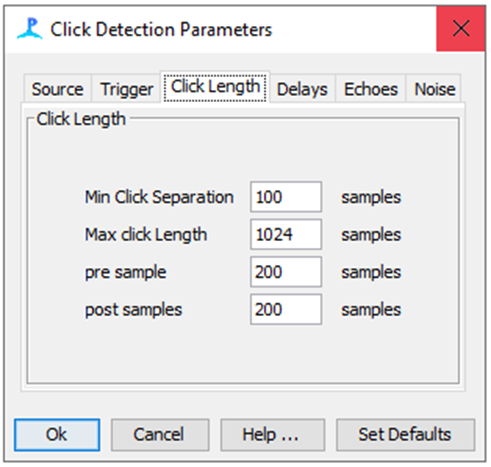 Click Detection Parameters
Source Trigger Click Length Delays Echoes Noise
Click Length
Min Click Separation 100 samples
Max click Length 1024 samples
pre sample 200 samples
post samples 200 samples
Ok Cancel Help ... Set Defaults